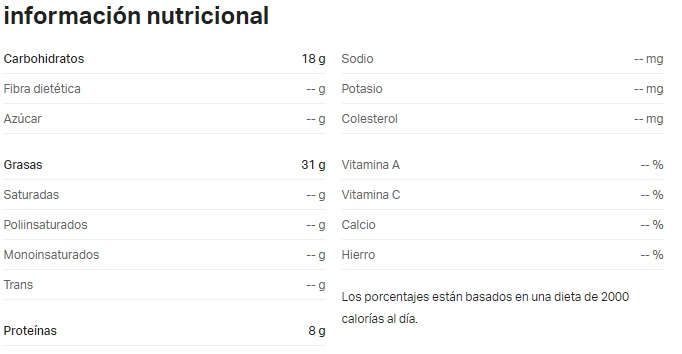 información nutricional
Carbohidratos 18 g
Fibra dietética -- g
Azúcar -- g
Grasas 31 g
Saturadas -- g
Poliinsaturados -- g
Monoinsaturados -- g
Trans -- g
Proteínas 8 g
Sodio -- mg
Potasio -- mg
Colesterol -- mg
Vitamina A -- %
Vitamina C -- %
Calcio -- %
Hierro -- %
Los porcentajes están basados en una dieta de 2000
calorías al día.